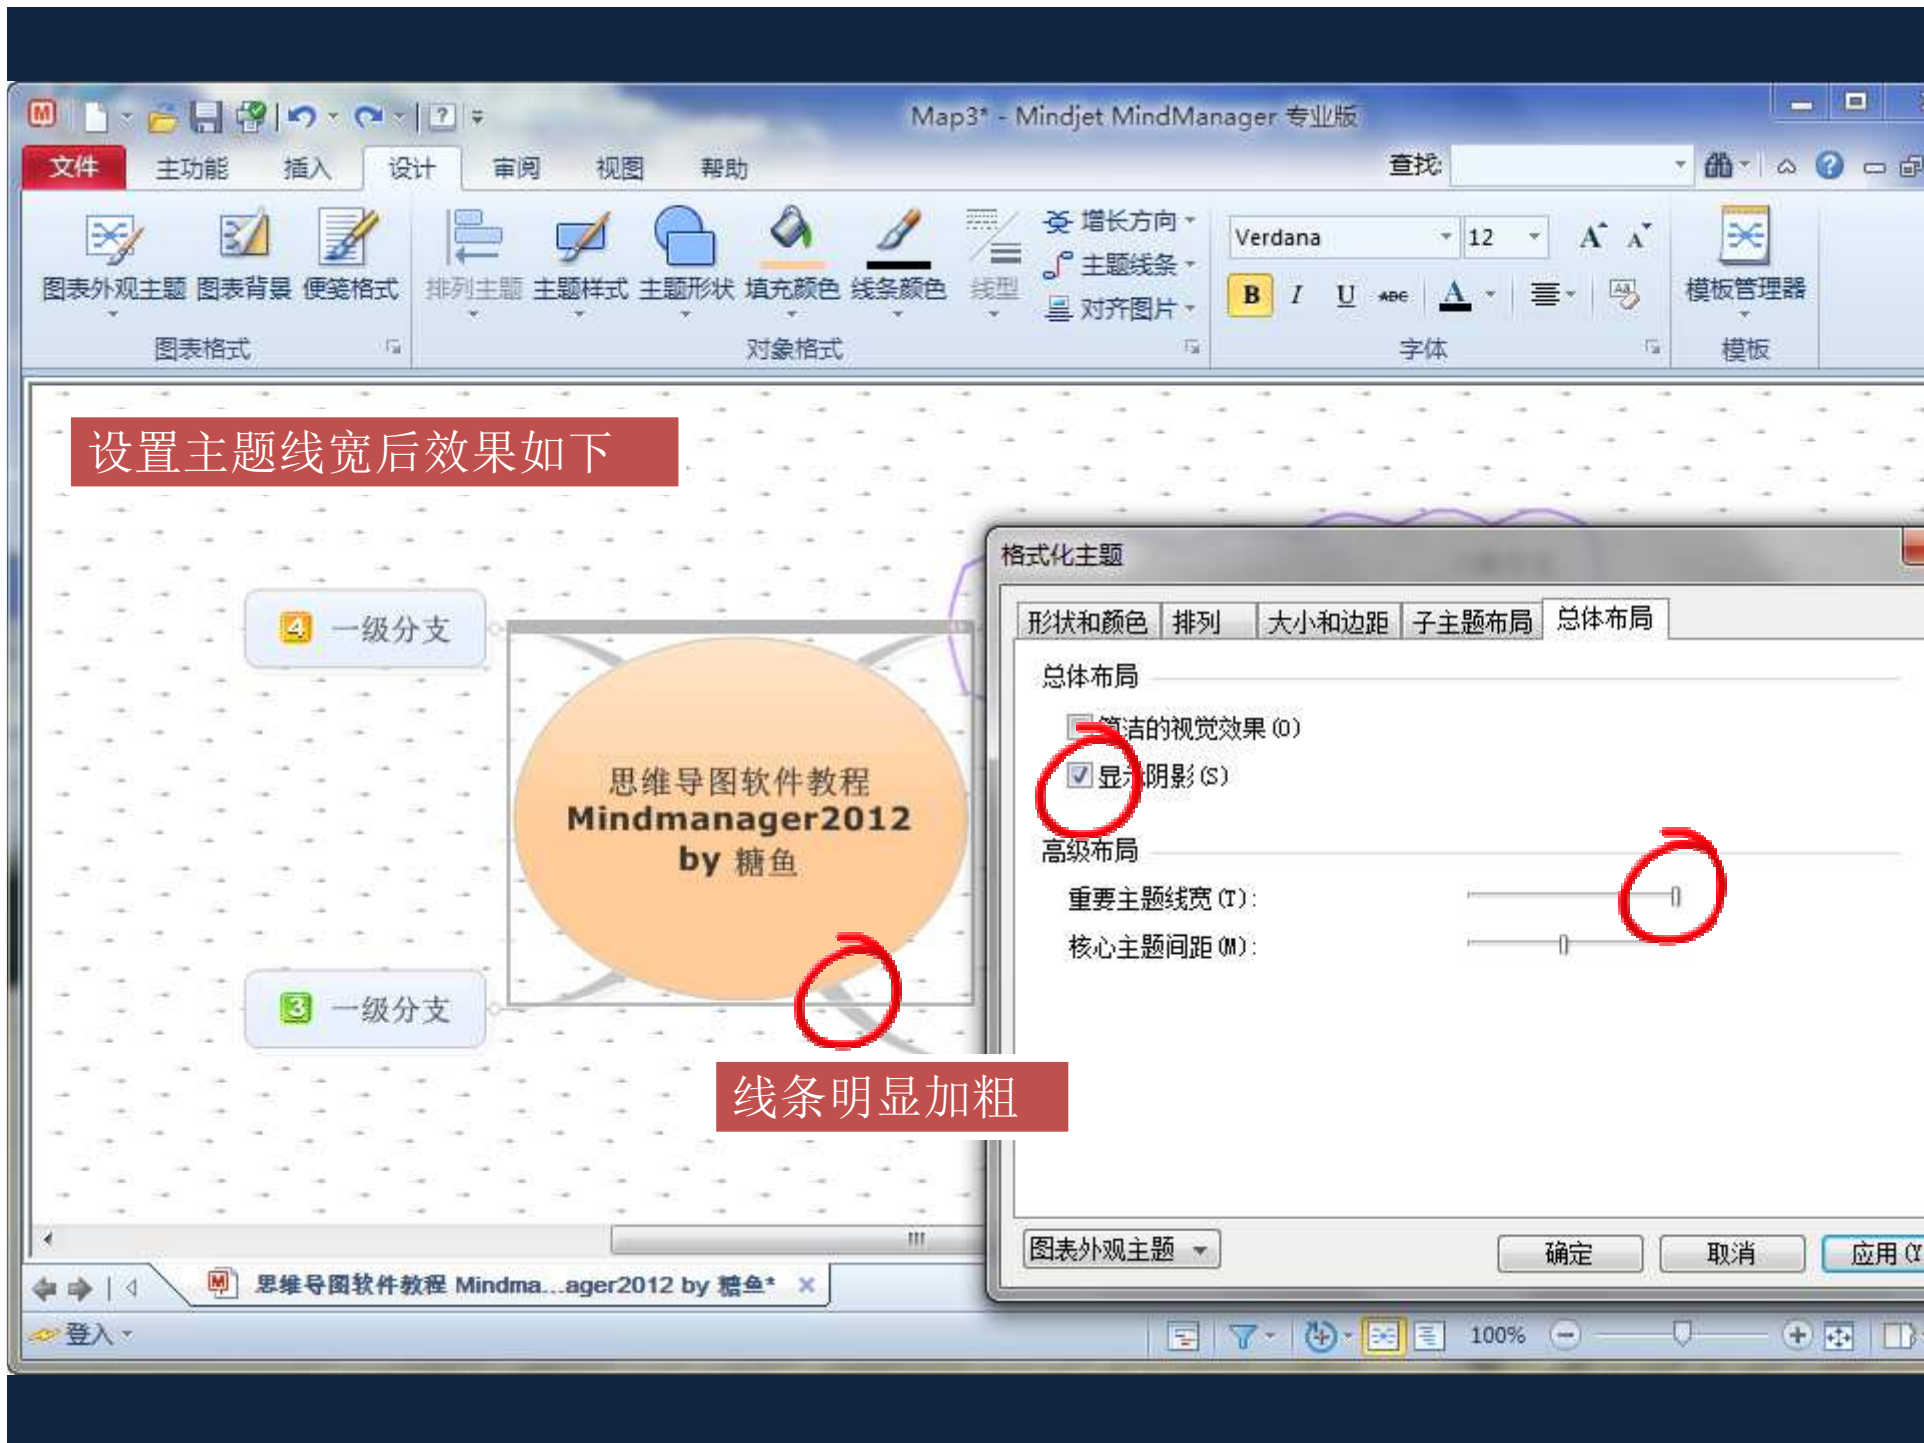 Map3* - Mindjet MindManager 专业版
文件 主功能 插入 设计 审阅 视图 帮助 查找:
图表外观主题 图表背景 便笺格式 排列主题 主题样式 主题形状 填充颜色 线条颜色 线型 增长方向 主题线条 对齐图片 Verdana 12 B I U ABC A 模板管理器
图表格式 对象格式 字体 模板
设置主题线宽后效果如下
格式化主题
形状和颜色 排列 大小和边距 子主题布局 总体布局
总体布局
简洁的视觉效果(O)
显示阴影(S)
高级布局
重要主题线宽(T):
核心主题间距(M):
4 一级分支
思维导图软件教程
Mindmanager2012
by 糖鱼
3 一级分支
线条明显加粗
图表外观主题 确定 取消 应用(Y
思维导图软件教程 Mindma...ager2012 by 糖鱼*
登入 100%